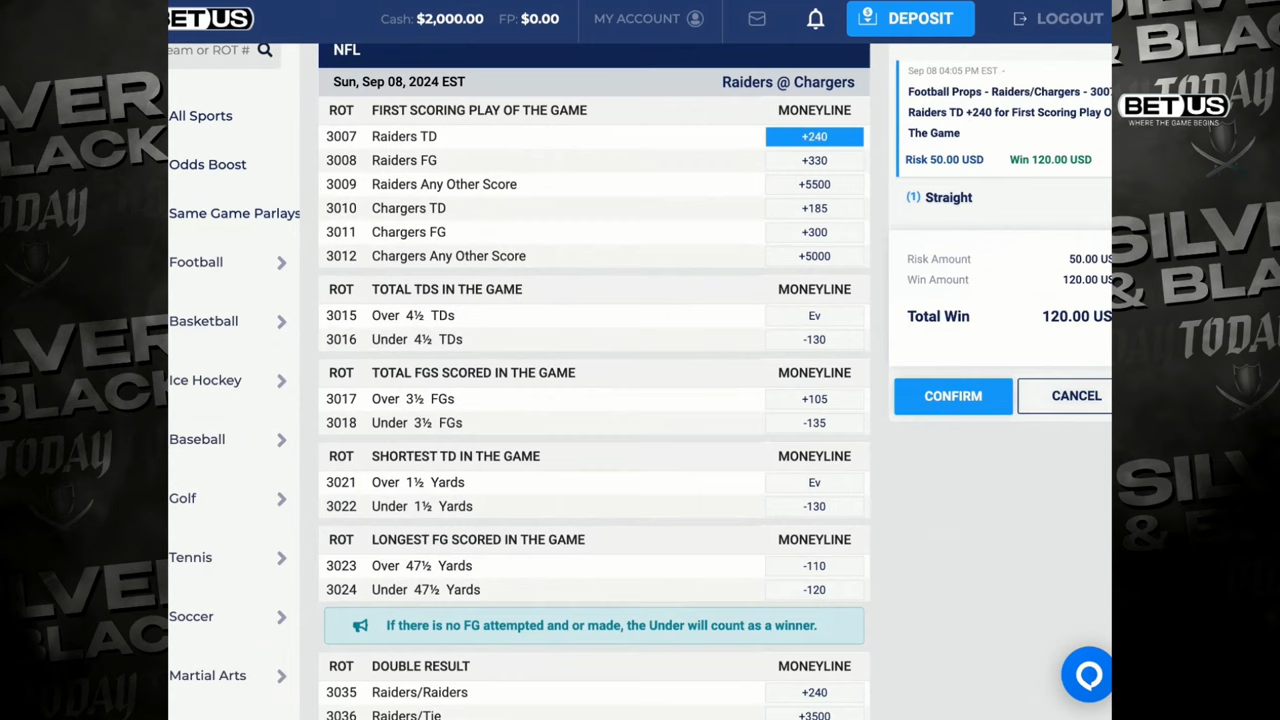 BETUS
Cash: $2,000.00 FP: $0.00 MY ACCOUNT DEPOSIT LOGOUT
eam or ROT #
All Sports
Odds Boost
Same Game Parlays
Football
Basketball
Ice Hockey
Baseball
Golf
Tennis
Soccer
Martial Arts
NFL
Sun, Sep 08, 2024 EST Raiders @ Chargers
ROT FIRST SCORING PLAY OF THE GAME MONEYLINE
3007 Raiders TD +240
3008 Raiders FG +330
3009 Raiders Any Other Score +5500
3010 Chargers TD +185
3011 Chargers FG +300
3012 Chargers Any Other Score +5000
ROT TOTAL TDS IN THE GAME MONEYLINE
3015 Over 4½ TDs Ev
3016 Under 4½ TDs -130
ROT TOTAL FGS SCORED IN THE GAME MONEYLINE
3017 Over 3½ FGs +105
3018 Under 3½ FGs -135
ROT SHORTEST TD IN THE GAME MONEYLINE
3021 Over 1½ Yards Ev
3022 Under 1½ Yards -130
ROT LONGEST FG SCORED IN THE GAME MONEYLINE
3023 Over 47½ Yards -110
3024 Under 47½ Yards -120
If there is no FG attempted and or made, the Under will count as a winner.
ROT DOUBLE RESULT MONEYLINE
3035 Raiders/Raiders +240
3036 Raiders/Tie +3500
Sep 08 04:05 PM EST -
Football Props - Raiders/Chargers - 3007
Raiders TD +240 for First Scoring Play O
The Game
Risk 50.00 USD Win 120.00 USD
(1) Straight
Risk Amount 50.00 US
Win Amount 120.00 US
Total Win 120.00 US
CONFIRM CANCEL
BETUS
WHERE THE GAME BEGINS
SILVER
& BLACK
TODAY